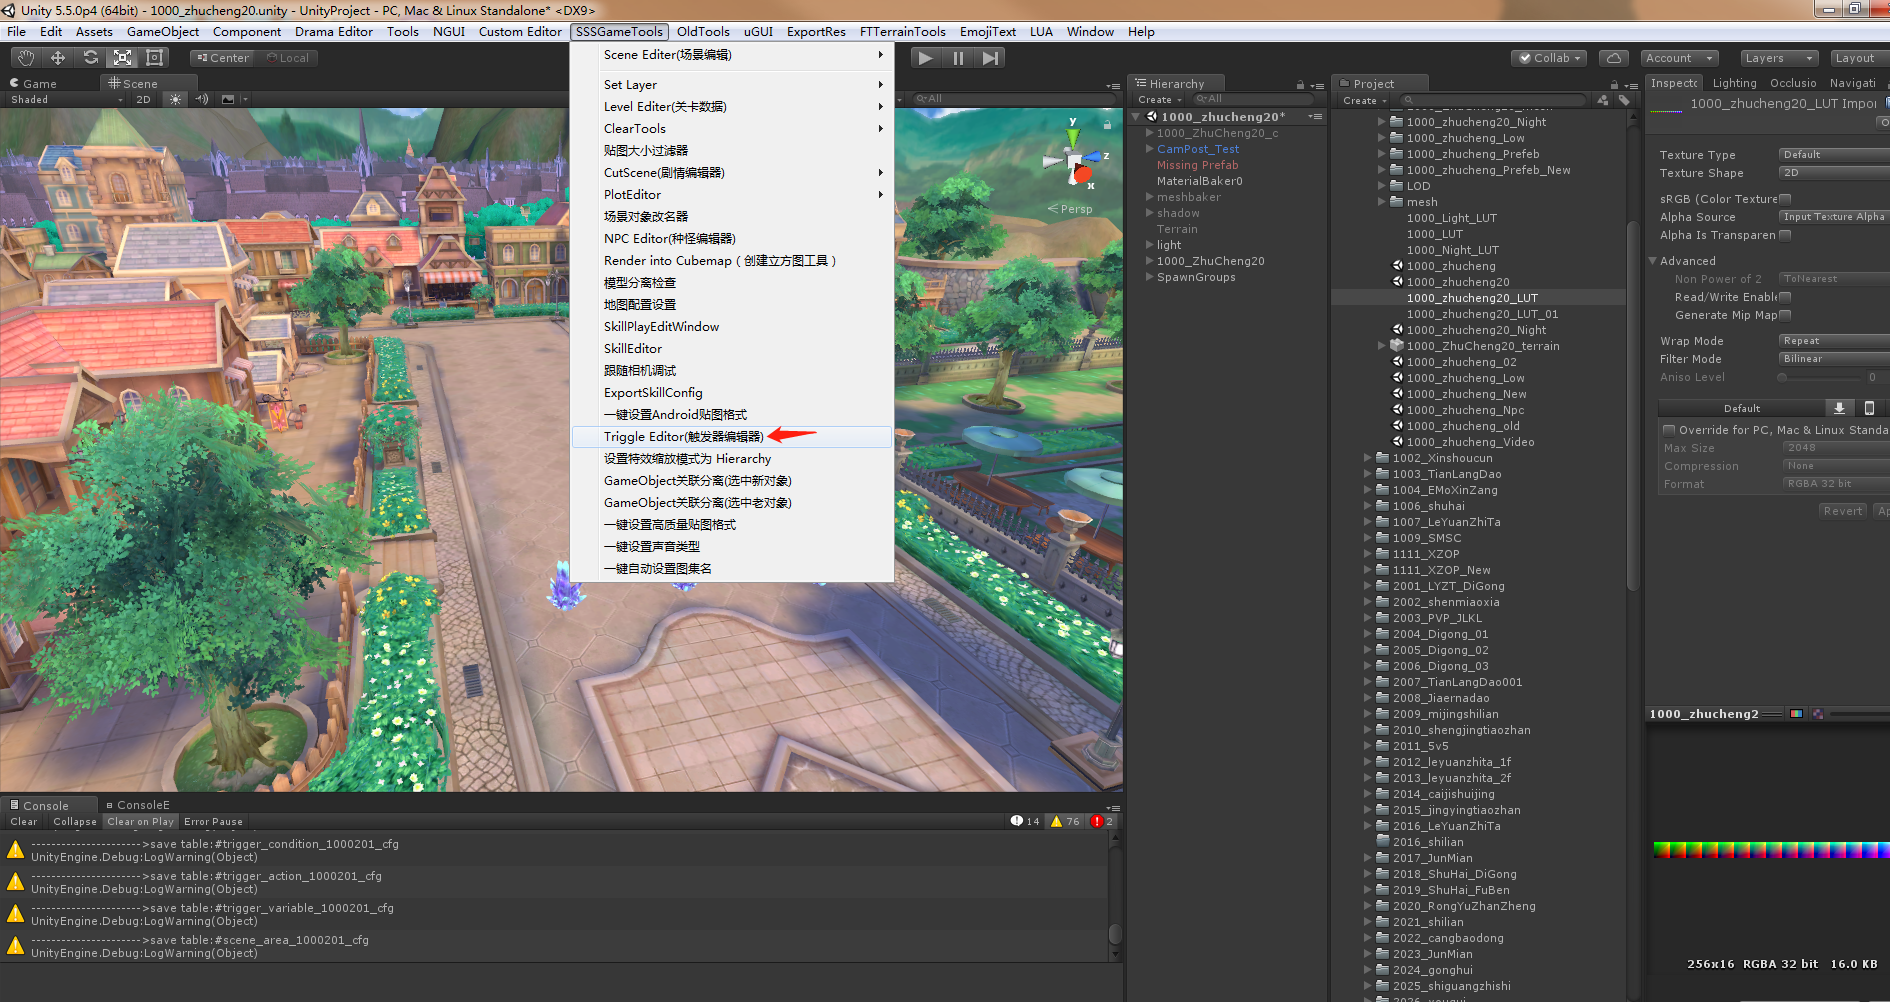 Unity 5.5.0p4 (64bit) - 1000_zhucheng20.unity - UnityProject - PC, Mac & Linux Standalone* <DX9>
File Edit Assets GameObject Component Tools Drama Editor NGUI Custom Editor SSSGameTools OldTools uGUI ExportRes FTTerrainTools EmojiText LUA Window Help
Center Local
Collab Account Layers Layout
Game Scene
Shaded 2D All
Scene Editer(场景编辑)
Set Layer
Level Editer(关卡数据)
ClearTools
贴图大小过滤器
CutScene(剧情编辑器)
PlotEditor
场景对象改名器
NPC Editor(种怪编辑器)
Render into Cubemap ( 创建立方图工具 )
模型分离检查
地图配置设置
SkillPlayEditWindow
SkillEditor
跟随相机调试
ExportSkillConfig
一键设置Android贴图格式
Triggle Editor(触发器编辑器)
设置特效缩放模式为 Hierarchy
GameObject关联分离(选中新对象)
GameObject关联分离(选中老对象)
一键设置高质量贴图格式
一键设置声音类型
一键自动设置图集名
y
z
x
Persp
Hierarchy
Create All
1000_zhucheng20*
1000_ZhuCheng20_c
CamPost_Test
Missing Prefab
MaterialBaker0
meshbaker
shadow
Terrain
light
1000_ZhuCheng20
SpawnGroups
Project
Create
1000_zhucheng20_Night
1000_zhucheng_Low
1000_zhucheng_Prefeb
1000_zhucheng_Prefeb_New
LOD
mesh
1000_Light_LUT
1000_LUT
1000_Night_LUT
1000_zhucheng
1000_zhucheng20
1000_zhucheng20_LUT
1000_zhucheng20_LUT_01
1000_zhucheng20_Night
1000_ZhuCheng20_terrain
1000_zhucheng_02
1000_zhucheng_Low
1000_zhucheng_New
1000_zhucheng_Npc
1000_zhucheng_old
1000_zhucheng_Video
1002_Xinshoucun
1003_TianLangDao
1004_EMoXinZang
1006_shuhai
1007_LeYuanZhiTa
1009_SMSC
1111_XZOP
1111_XZOP_New
2001_LYZT_DiGong
2002_shenmiaoxia
2003_PVP_JLKL
2004_Digong_01
2005_Digong_02
2006_Digong_03
2007_TianLangDao001
2008_Jiaernadao
2009_mijingshilian
2010_shengjingtiaozhan
2011_5v5
2012_leyuanzhita_1f
2013_leyuanzhita_2f
2014_caijishuijing
2015_jingyingtiaozhan
2016_LeYuanZhiTa
2016_shilian
2017_JunMian
2018_ShuHai_DiGong
2019_ShuHai_FuBen
2020_RongYuZhanZheng
2021_shilian
2022_cangbaodong
2023_JunMian
2024_gonghui
2025_shiguangzhishi
Inspectc Lighting Occlusio Navigati
1000_zhucheng20_LUT Impor
Texture Type Default
Texture Shape 2D
sRGB (Color Texture
Alpha Source Input Texture Alpha
Alpha Is Transparen
Advanced
Non Power of 2 ToNearest
Read/Write Enable
Generate Mip Map
Wrap Mode Repeat
Filter Mode Bilinear
Aniso Level 0
Default
Override for PC, Mac & Linux Standa
Max Size 2048
Compression None
Format RGBA 32 bit
Revert Ap
1000_zhucheng2
256x16 RGBA 32 bit 16.0 KB
Console ConsoleE
Clear Collapse Clear on Play Error Pause 14 76 2
---------------------->save table:#trigger_condition_1000201_cfg
UnityEngine.Debug:LogWarning(Object)
---------------------->save table:#trigger_action_1000201_cfg
UnityEngine.Debug:LogWarning(Object)
---------------------->save table:#trigger_variable_1000201_cfg
UnityEngine.Debug:LogWarning(Object)
---------------------->save table:#scene_area_1000201_cfg
UnityEngine.Debug:LogWarning(Object)